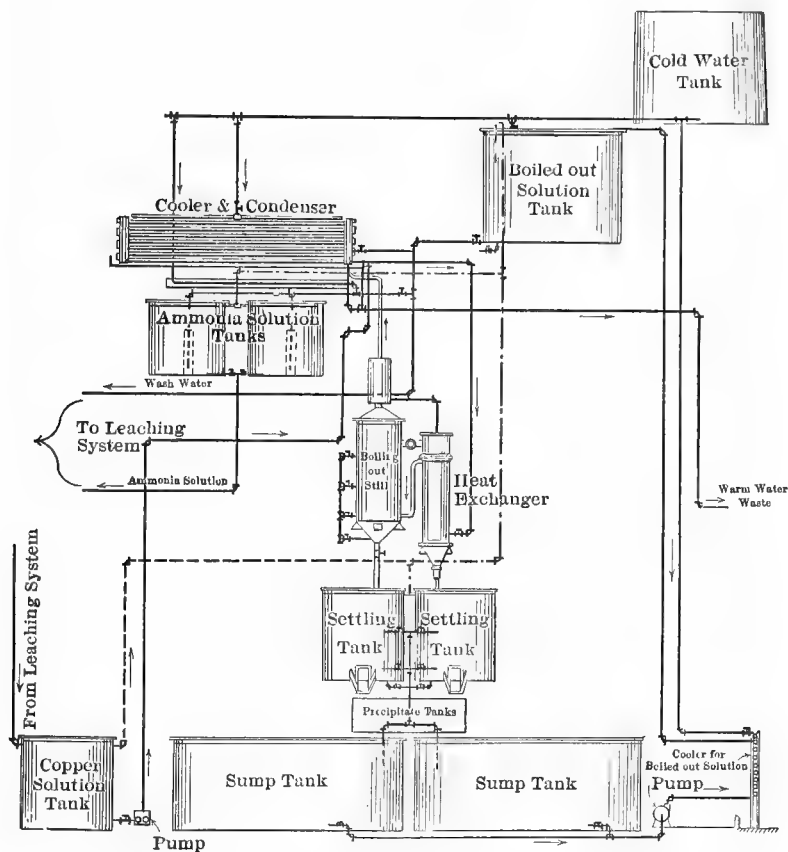 Cold Water
Tank
Boiled out
Solution
Tank
Cooler & Condenser
Ammonia Solution
Tanks
Wash Water
To Leaching
System
Ammonia Solution
Boiling
out
Still
Heat
Exchanger
Warm Water
Waste
From Leaching System
Settling
Tank
Settling
Tank
Precipitate Tanks
Copper
Solution
Tank
Pump
Sump Tank
Sump Tank
Cooler for
Boiled out Solution
Pump